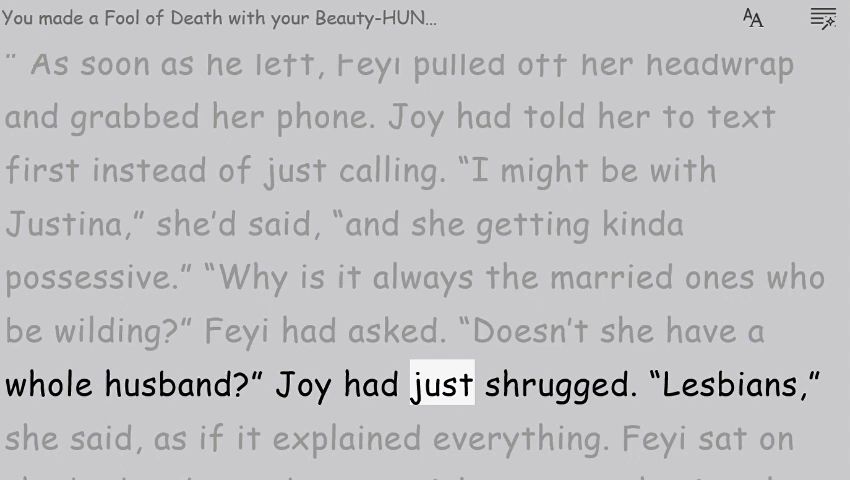 You made a Fool of Death with your Beauty-HUN...
AA
" As soon as he left, Feyi pulled off her headwrap
and grabbed her phone. Joy had told her to text
first instead of just calling. “I might be with
Justina,” she’d said, “and she getting kinda
possessive.” “Why is it always the married ones who
be wilding?” Feyi had asked. “Doesn’t she have a
whole husband?” Joy had just shrugged. “Lesbians,”
she said, as if it explained everything. Feyi sat on